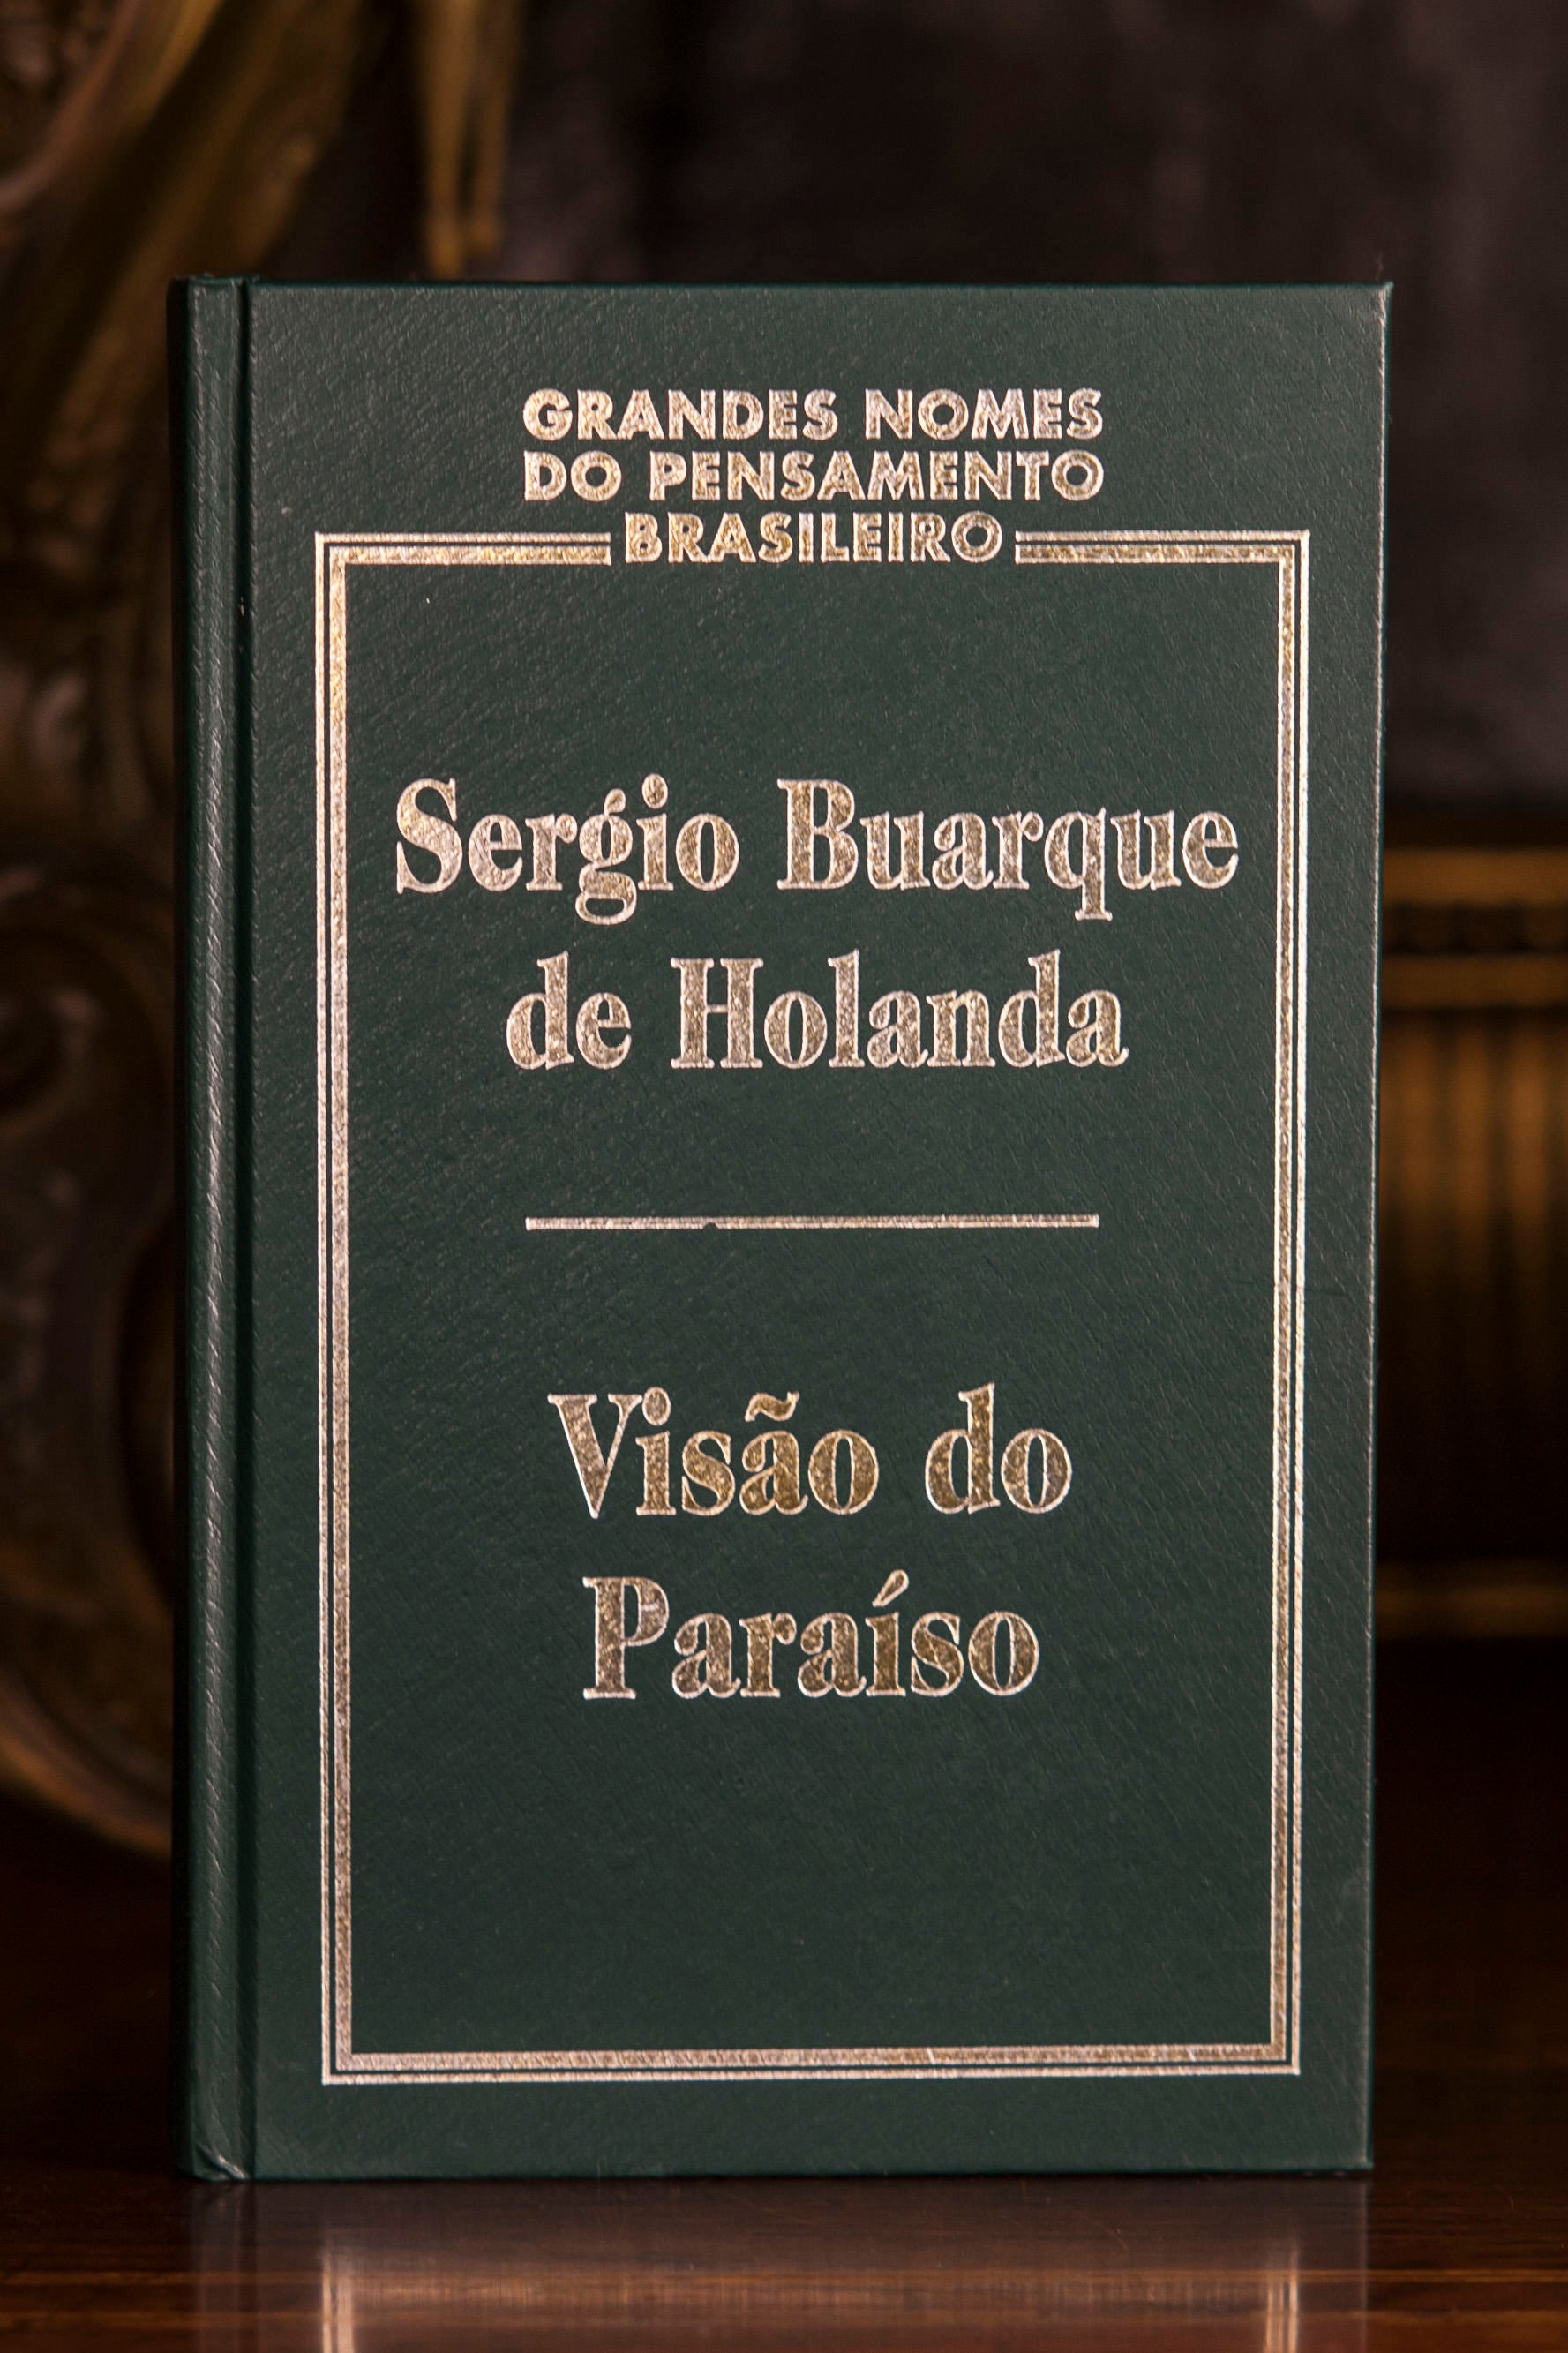 GRANDES NOMES
DO PENSAMENTO
BRASILEIRO
Sergio Buarque
de Holanda
Visão do
Paraíso